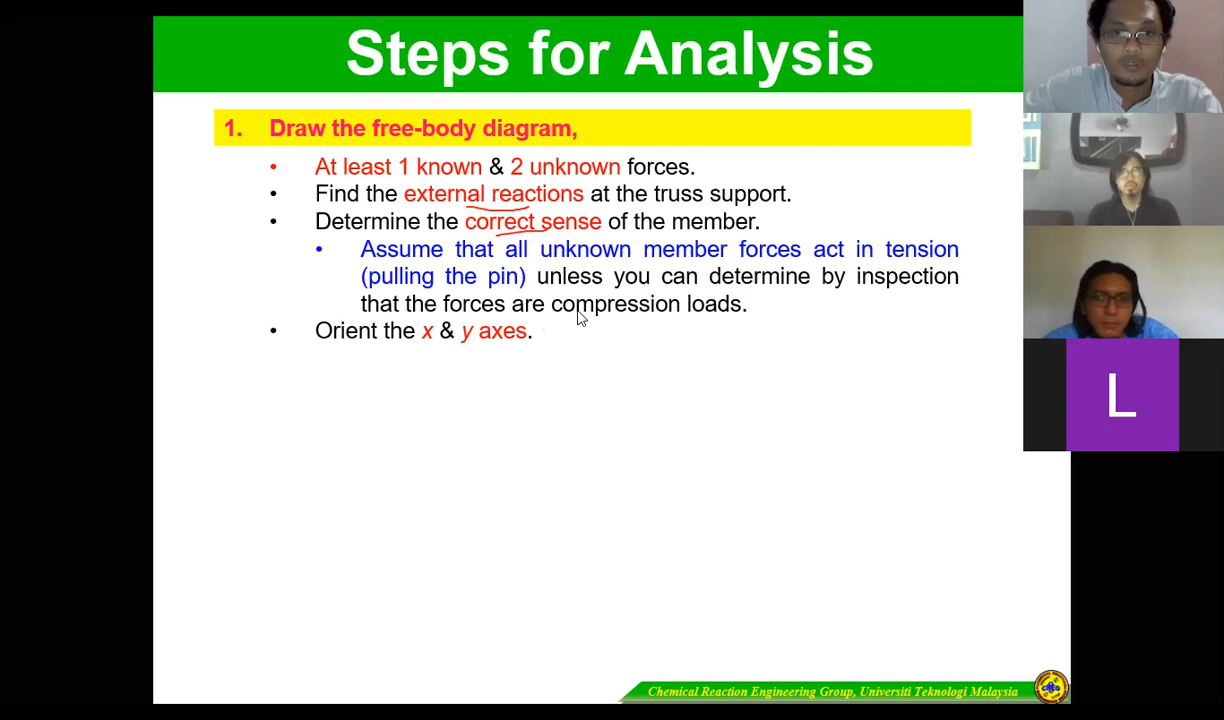 Steps for Analysis
1. Draw the free-body diagram,
• At least 1 known & 2 unknown forces.
• Find the external reactions at the truss support.
• Determine the correct sense of the member.
• Assume that all unknown member forces act in tension
(pulling the pin) unless you can determine by inspection
that the forces are compression loads.
• Orient the x & y axes.
L
Chemical Reaction Engineering Group, Universiti Teknologi Malaysia